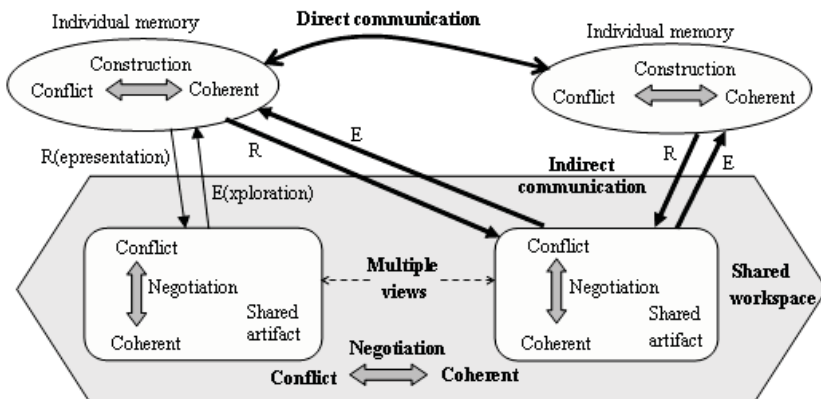 Direct communication
Individual memory
Individual memory
Construction
Conflict
Coherent
Construction
Conflict
Coherent
R(epresentation)
E(xploration)
R
E
Indirect
communication
R
E
Conflict
Negotiation
Coherent
Shared
artifact
Multiple
views
Conflict
Negotiation
Coherent
Shared
artifact
Shared
workspace
Negotiation
Conflict
Coherent